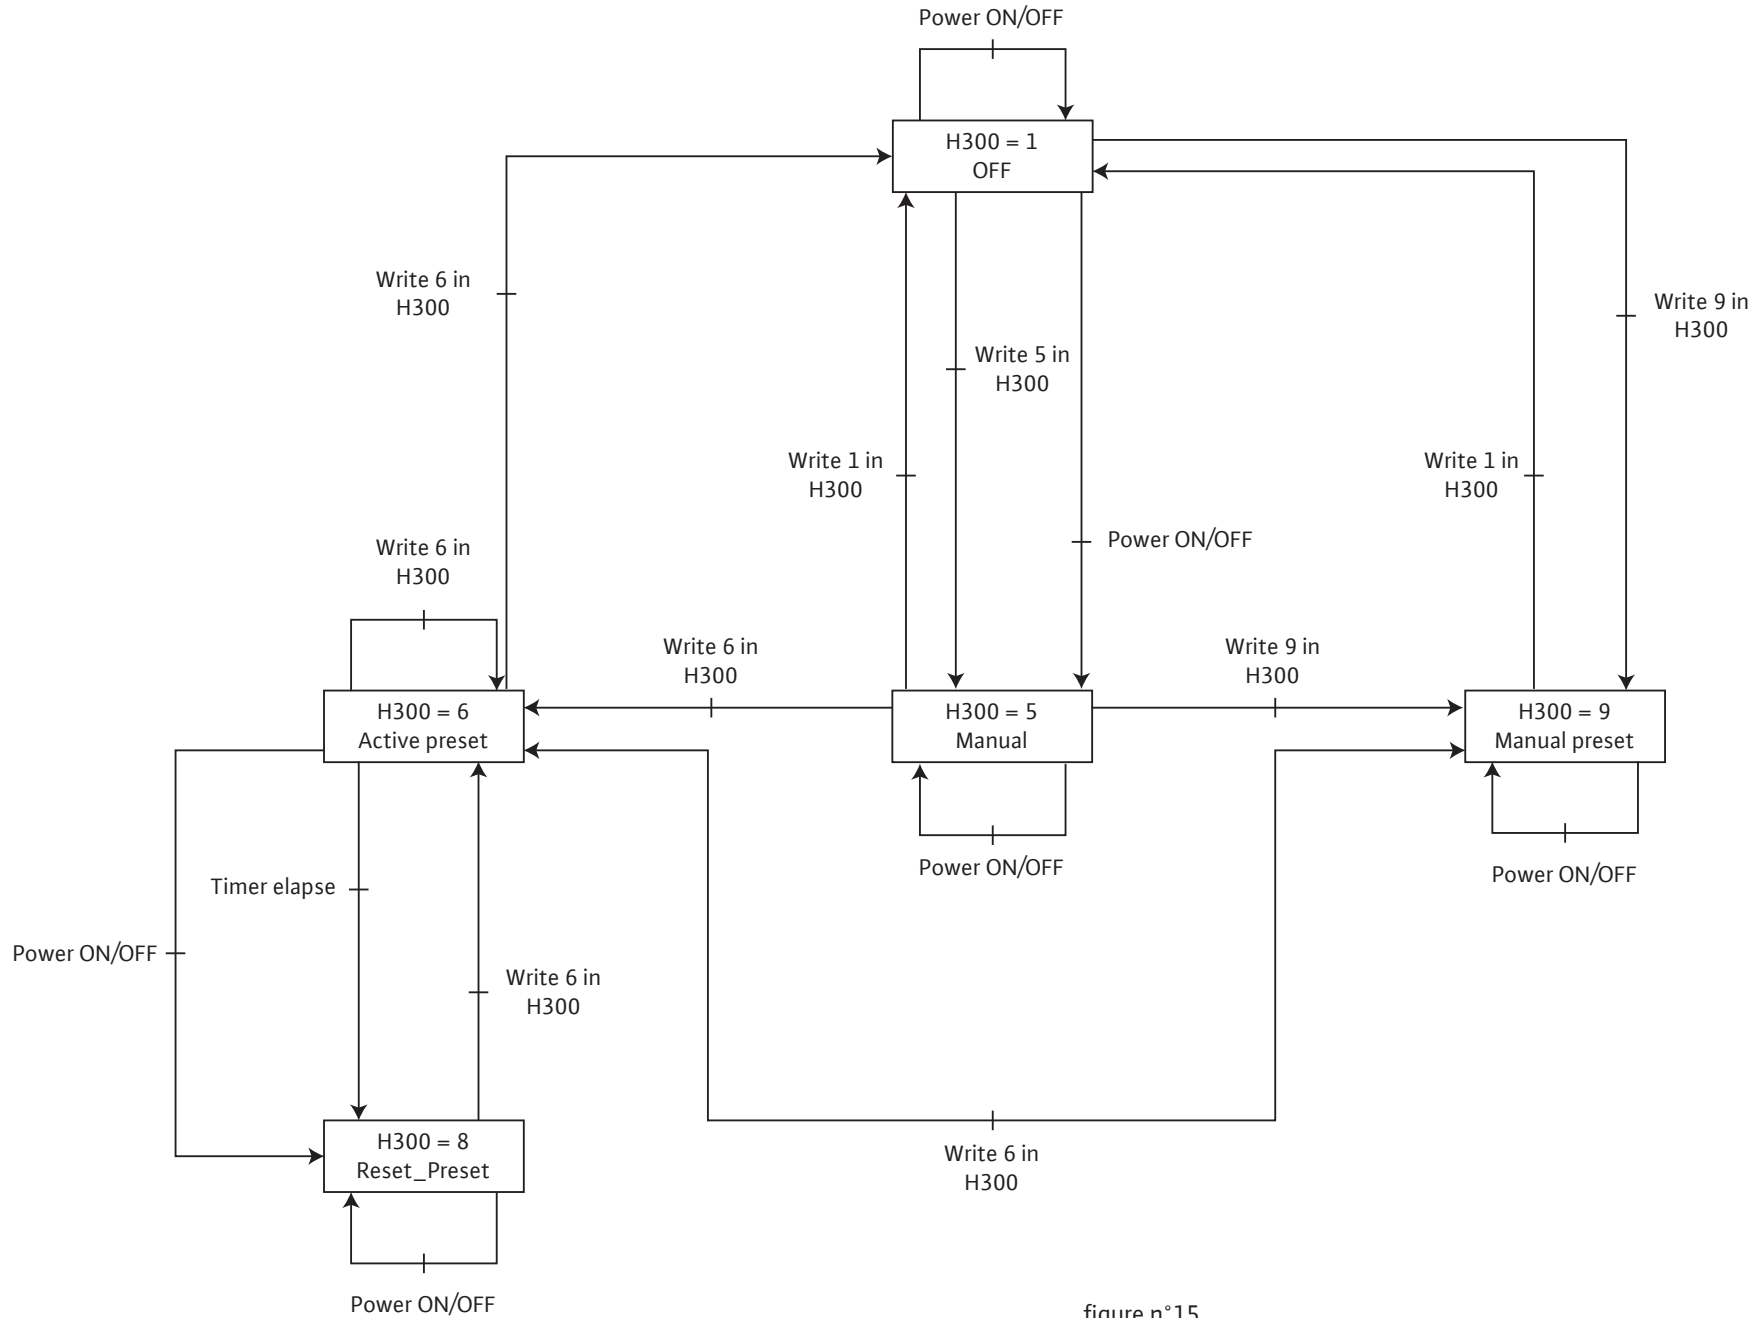 Power ON/OFF
H300 = 1
OFF
Write 6 in
H300
Write 9 in
H300
Write 5 in
H300
Write 1 in
H300
Write 1 in
H300
Power ON/OFF
Write 6 in
H300
Write 6 in
H300
Write 9 in
H300
H300 = 6
Active preset
H300 = 5
Manual
H300 = 9
Manual preset
Power ON/OFF
Power ON/OFF
Timer elapse
Power ON/OFF
Write 6 in
H300
H300 = 8
Reset_Preset
Write 6 in
H300
Power ON/OFF
figure n°15